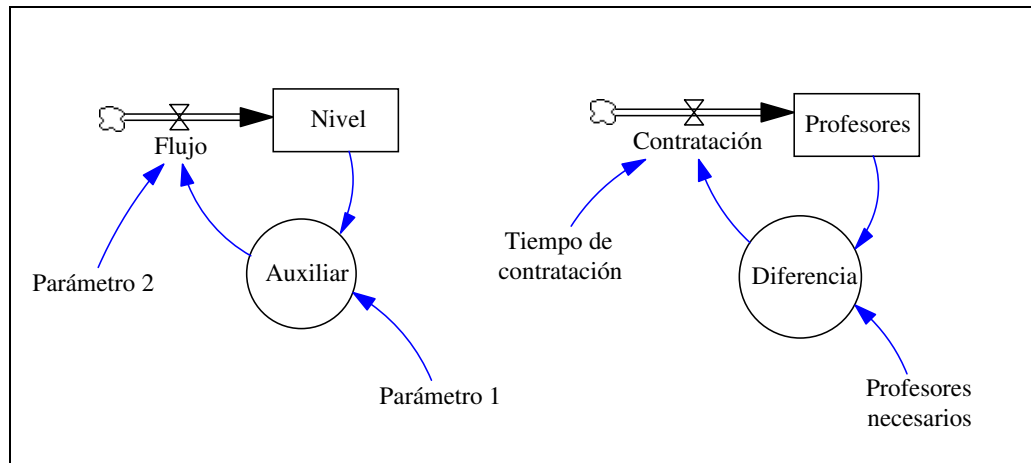 Nivel
Flujo
Auxiliar
Parámetro 2
Parámetro 1
Profesores
Contratación
Tiempo de
contratación
Diferencia
Profesores
necesarios